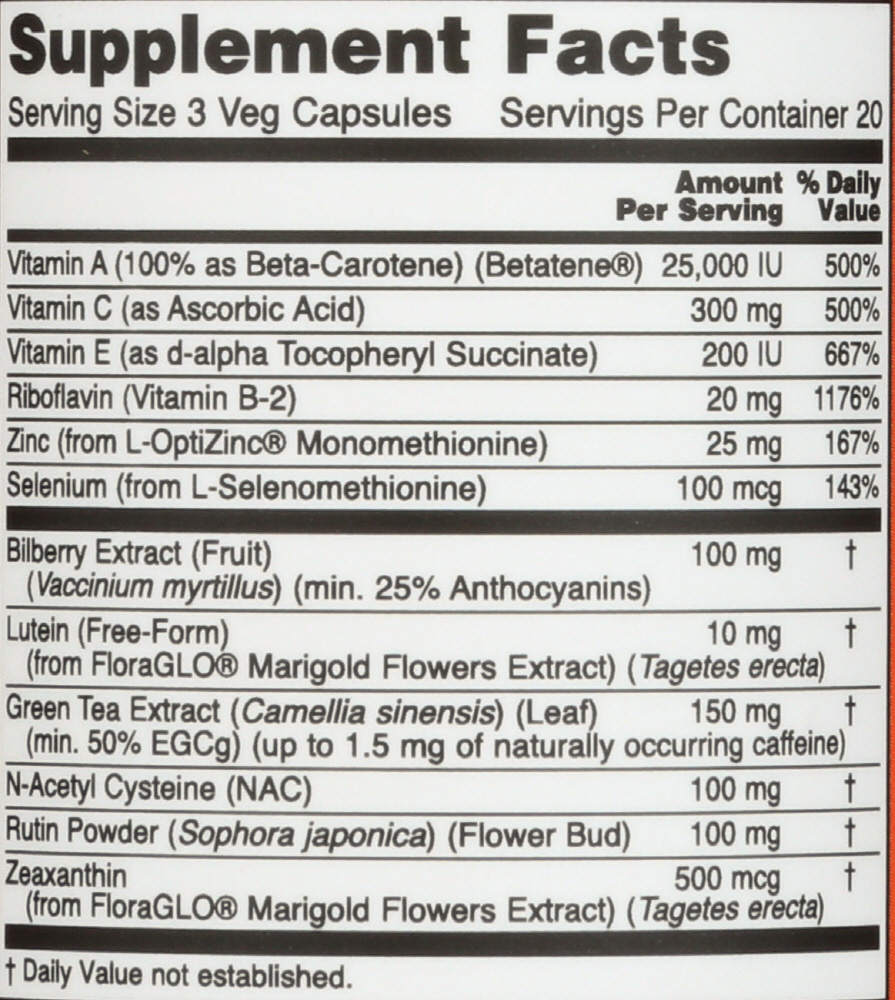 Supplement Facts
Serving Size 3 Veg Capsules Servings Per Container 20
Amount % Daily
Per Serving Value
Vitamin A (100% as Beta-Carotene) (Betatene®) 25,000 IU 500%
Vitamin C (as Ascorbic Acid) 300 mg 500%
Vitamin E (as d-alpha Tocopheryl Succinate) 200 IU 667%
Riboflavin (Vitamin B-2) 20 mg 1176%
Zinc (from L-OptiZinc® Monomethionine) 25 mg 167%
Selenium (from L-Selenomethionine) 100 mcg 143%
Bilberry Extract (Fruit) 100 mg †
(Vaccinium myrtillus) (min. 25% Anthocyanins)
Lutein (Free-Form) 10 mg †
(from FloraGLO® Marigold Flowers Extract) (Tagetes erecta)
Green Tea Extract (Camellia sinensis) (Leaf) 150 mg †
(min. 50% EGCg) (up to 1.5 mg of naturally occurring caffeine)
N-Acetyl Cysteine (NAC) 100 mg †
Rutin Powder (Sophora japonica) (Flower Bud) 100 mg †
Zeaxanthin 500 mcg †
(from FloraGLO® Marigold Flowers Extract) (Tagetes erecta)
† Daily Value not established.